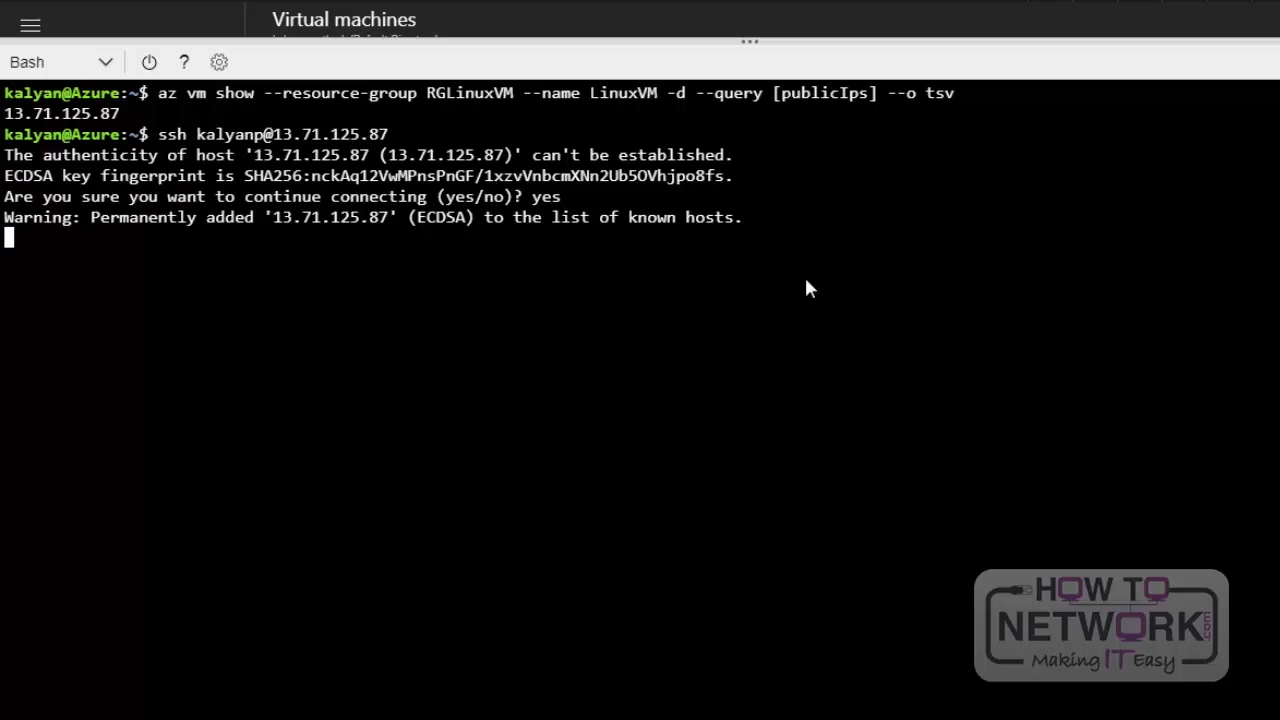 Virtual machines
Bash
?
kalyan@Azure:~$ az vm show --resource-group RGLinuxVM --name LinuxVM -d --query [publicIps] --o tsv
13.71.125.87
kalyan@Azure:~$ ssh kalyanp@13.71.125.87
The authenticity of host '13.71.125.87 (13.71.125.87)' can't be established.
ECDSA key fingerprint is SHA256:nckAq12VwMPnsPnGF/1xzvVnbcmXNn2Ub5OVhjpo8fs.
Are you sure you want to continue connecting (yes/no)? yes
Warning: Permanently added '13.71.125.87' (ECDSA) to the list of known hosts.
HOW TO
NETWORK.com
Making IT Easy